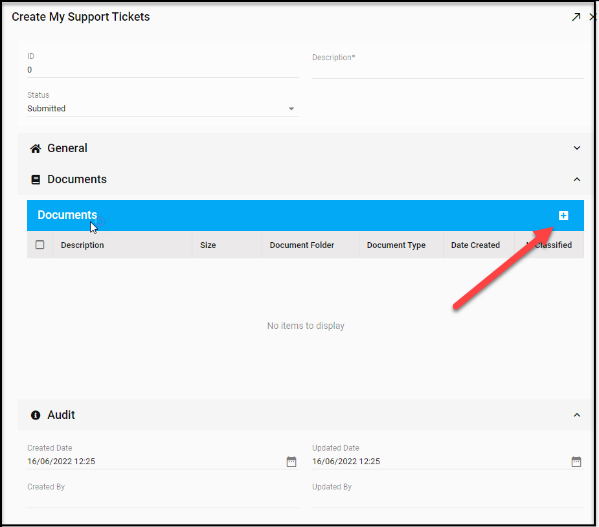 Create My Support Tickets
ID
0
Description*
Status
Submitted
General
Documents
Documents
Description Size Document Folder Document Type Date Created Classified
No items to display
Audit
Created Date
16/06/2022 12:25
Updated Date
16/06/2022 12:25
Created By
Updated By